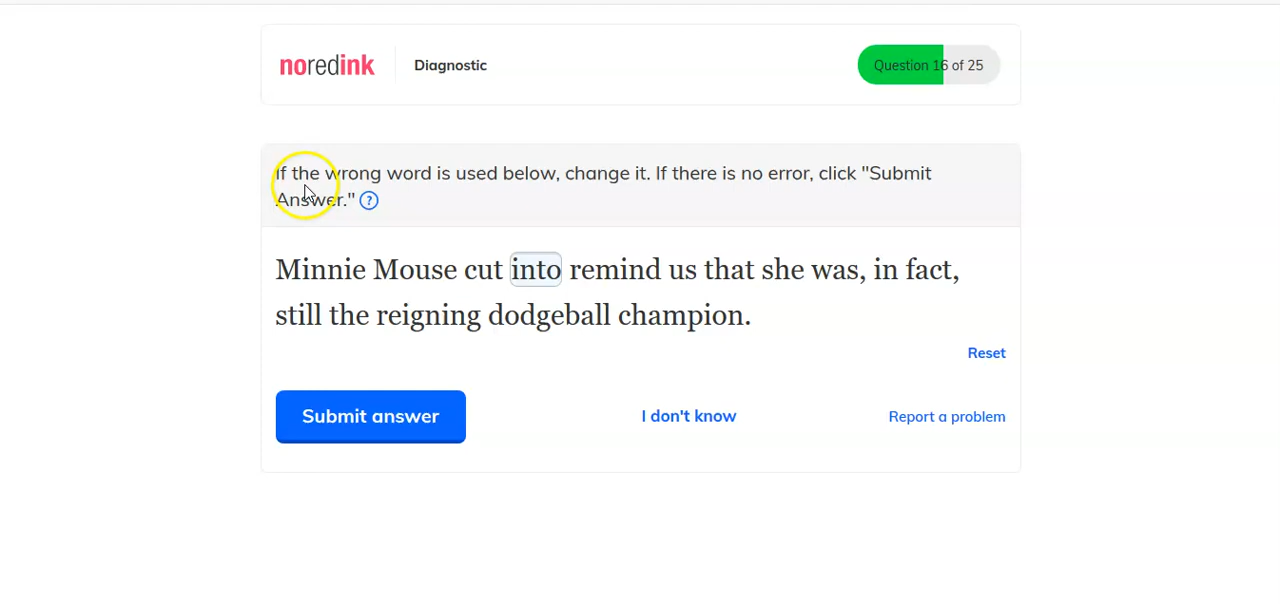 noredink
Diagnostic
Question 16 of 25
If the wrong word is used below, change it. If there is no error, click "Submit
Answer." ?
Minnie Mouse cut into remind us that she was, in fact,
still the reigning dodgeball champion.
Reset
Submit answer
I don't know
Report a problem